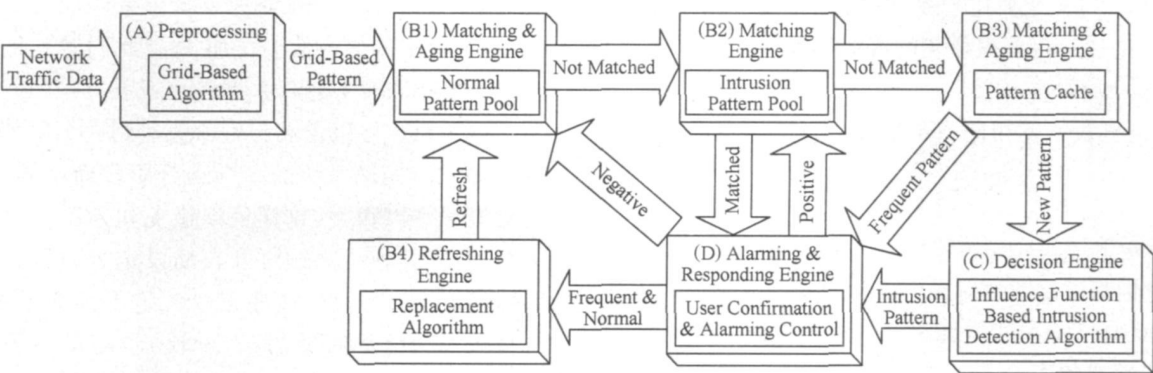 Network
Traffic Data
(A) Preprocessing
Grid-Based
Algorithm
Grid-Based
Pattern
(B1) Matching &
Aging Engine
Normal
Pattern Pool
Not Matched
(B2) Matching
Engine
Intrusion
Pattern Pool
Not Matched
(B3) Matching &
Aging Engine
Pattern Cache
Refresh
Negative
Matched
Positive
Frequent Pattern
New Pattern
(B4) Refreshing
Engine
Replacement
Algorithm
Frequent &
Normal
(D) Alarming &
Responding Engine
User Confirmation
& Alarming Control
Intrusion
Pattern
(C) Decision Engine
Influence Function
Based Intrusion
Detection Algorithm